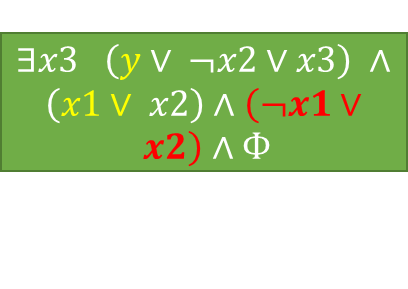 ∃x3 (y ∨ ¬x2 ∨ x3) ∧
(x1 ∨ x2) ∧ (¬x1 ∨
x2) ∧ Φ